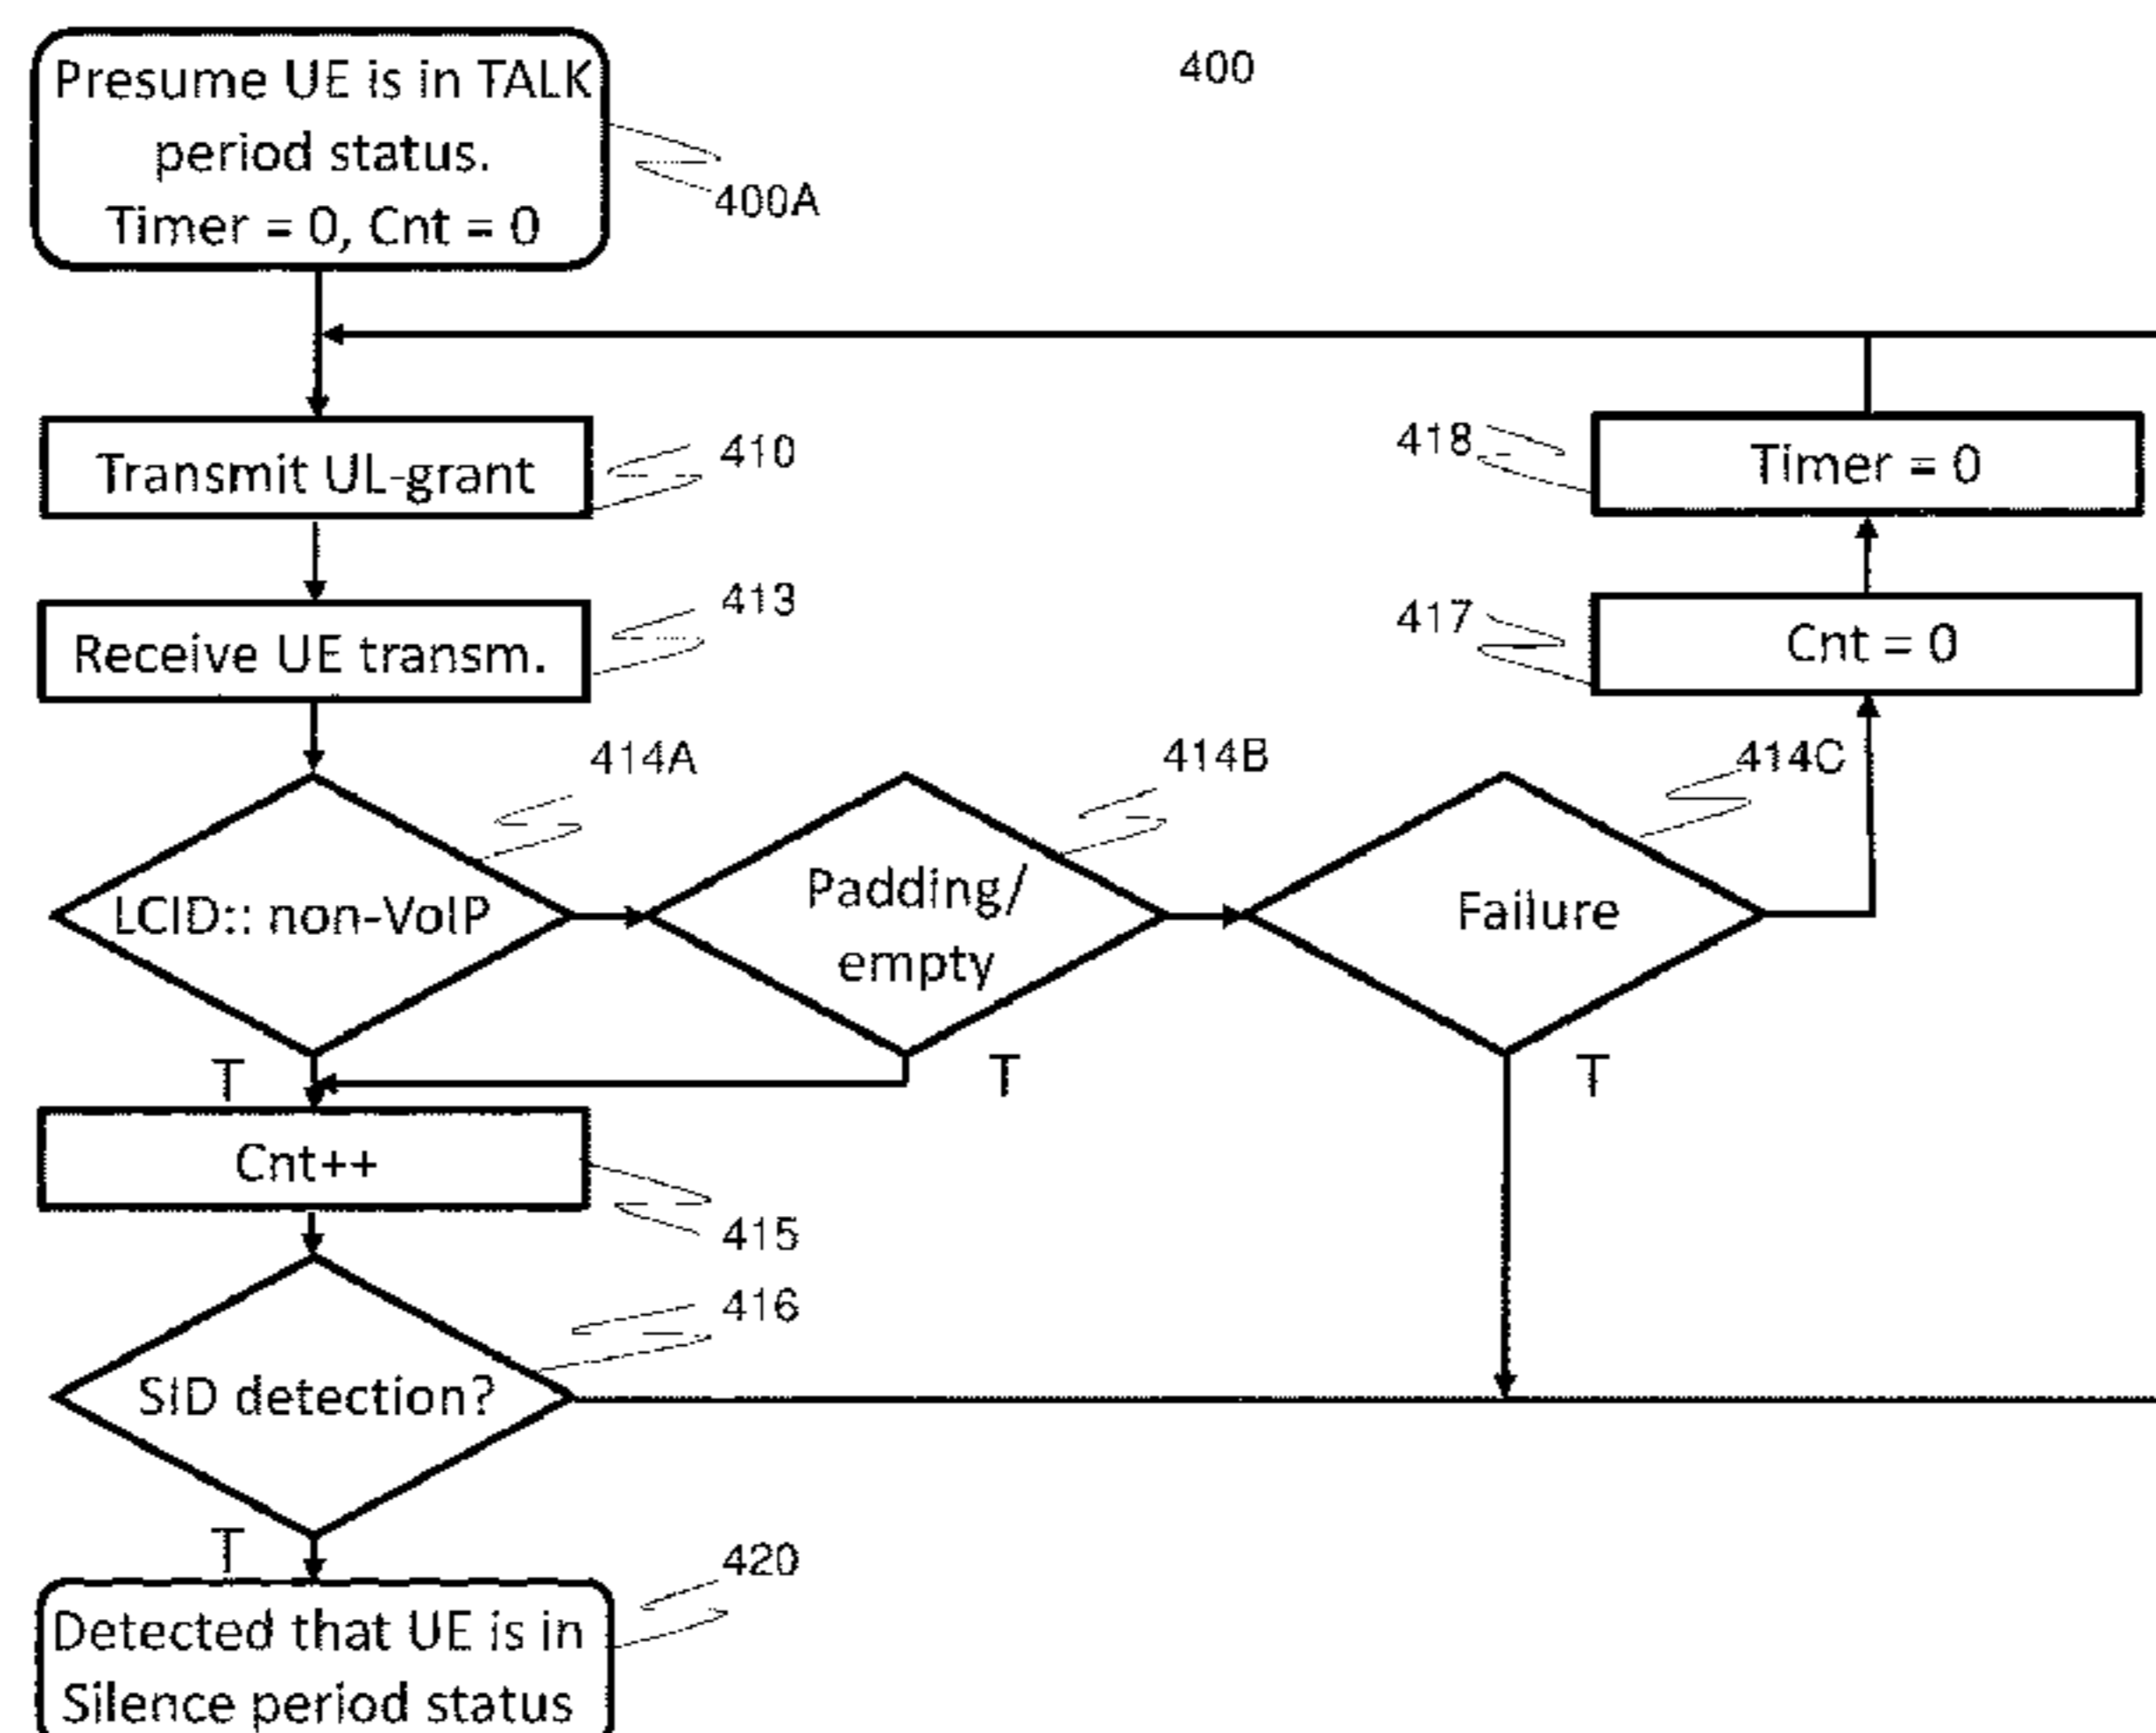 400
Presume UE is in TALK
period status.
Timer = 0, Cnt = 0
400A
Transmit UL-grant
410
418
Timer = 0
Receive UE transm.
413
417
Cnt = 0
414A
414B
414C
LCID:: non-VoIP
Padding/
empty
Failure
T
T
T
Cnt++
415
416
SID detection?
T
420
Detected that UE is in
Silence period status